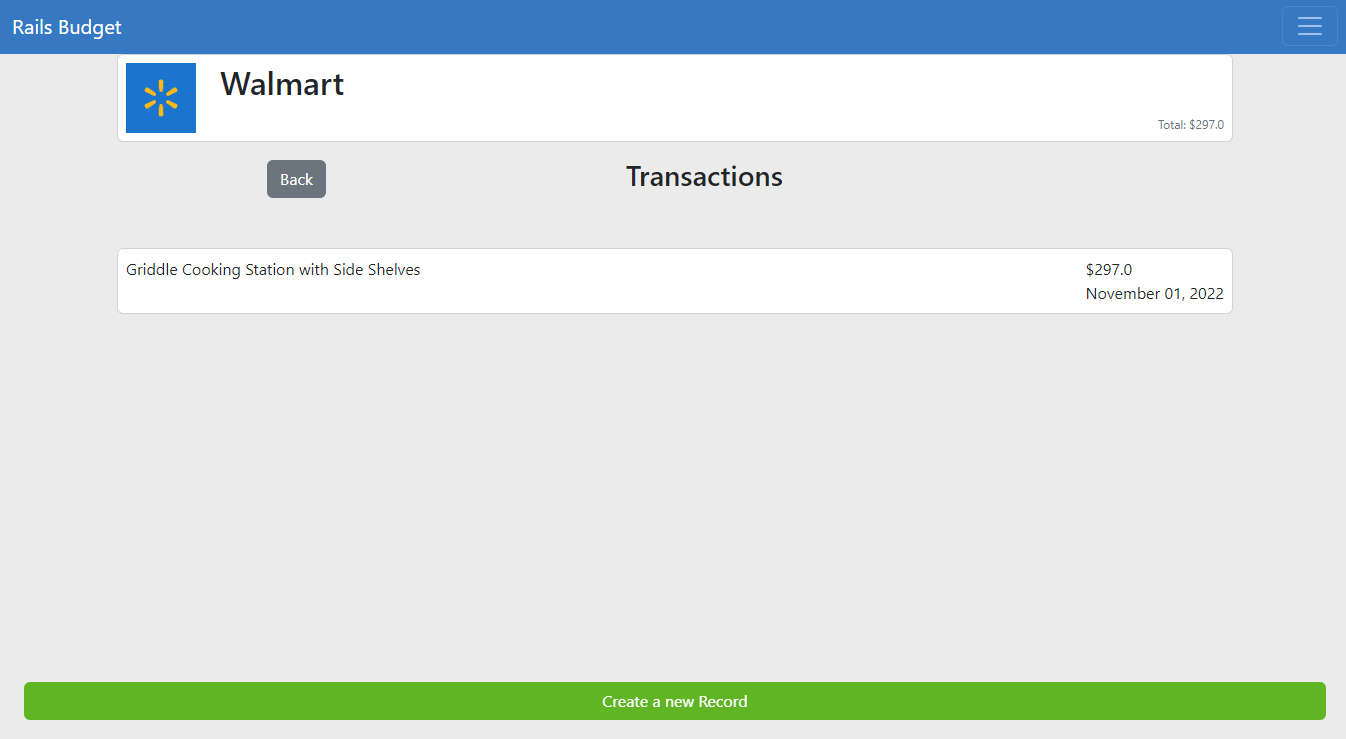 Rails Budget
Walmart
Total: $297.0
Back
Transactions
Griddle Cooking Station with Side Shelves
$297.0
November 01, 2022
Create a new Record